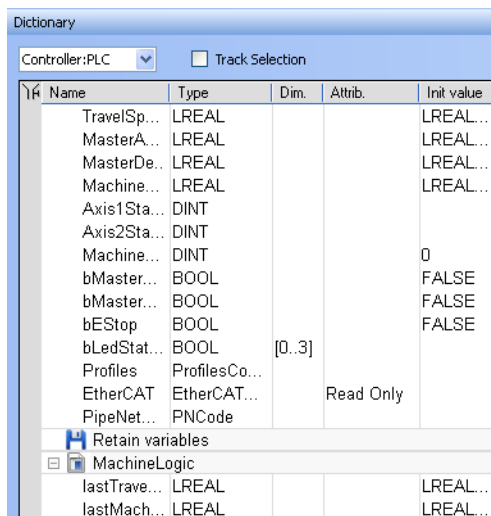 Dictionary
Controller:PLC Track Selection
Name Type Dim. Attrib. Init value
TravelSp... LREAL LREAL...
MasterA... LREAL LREAL...
MasterDe.. LREAL LREAL...
Machine... LREAL LREAL...
Axis1Sta... DINT
Axis2Sta... DINT
Machine... DINT 0
bMaster... BOOL FALSE
bMaster... BOOL FALSE
bEStop BOOL FALSE
bLedStat... BOOL [0..3]
Profiles ProfilesCo...
EtherCAT EtherCAT... Read Only
PipeNet... PNCode
Retain variables
MachineLogic
lastTrave... LREAL LREAL...
lastMach... LREAL LREAL...